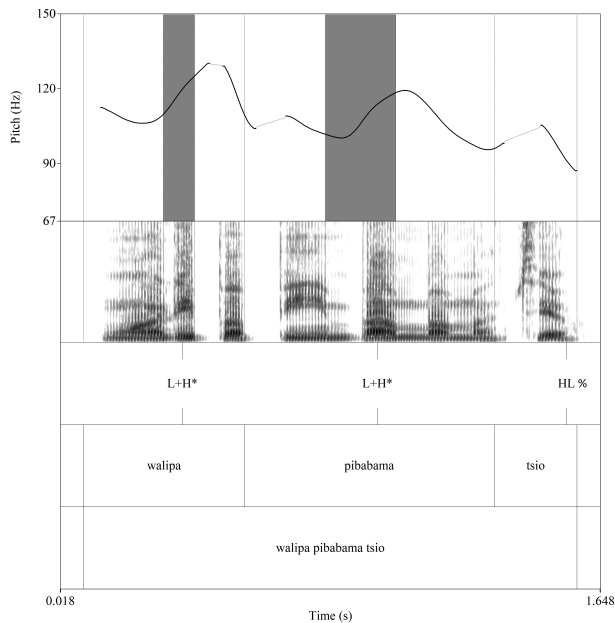 150
120
Pitch (Hz)
90
67
L+H* L+H* HL %
walipa pibabama tsio
walipa pibabama tsio
0.018 1.648
Time (s)